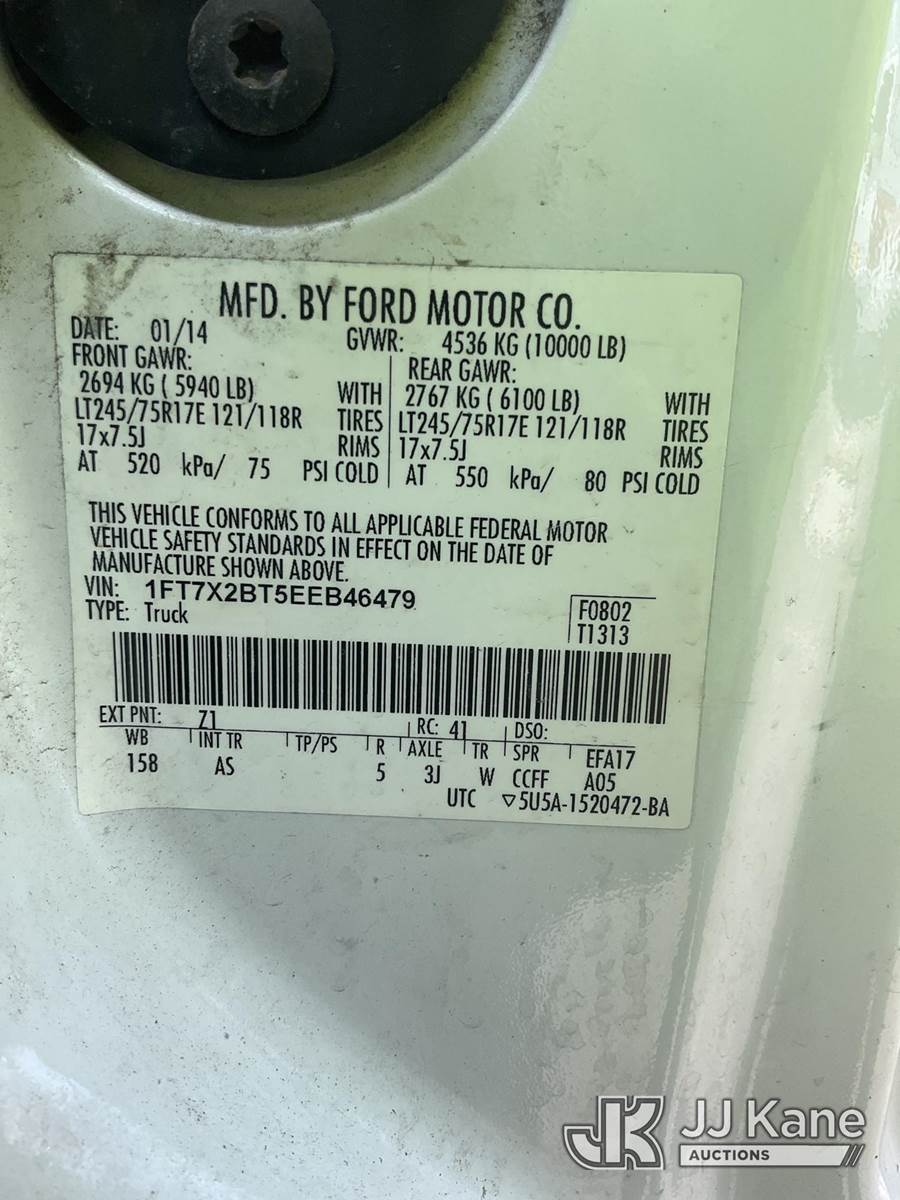 MFD. BY FORD MOTOR CO.
DATE: 01/14 GVWR: 4536 KG (10000 LB)
FRONT GAWR: REAR GAWR:
2694 KG ( 5940 LB) WITH 2767 KG ( 6100 LB) WITH
LT245/75R17E 121/118R TIRES LT245/75R17E 121/118R TIRES
17x7.5J RIMS 17x7.5J RIMS
AT 520 kPa/ 75 PSI COLD AT 550 kPa/ 80 PSI COLD
THIS VEHICLE CONFORMS TO ALL APPLICABLE FEDERAL MOTOR
VEHICLE SAFETY STANDARDS IN EFFECT ON THE DATE OF
MANUFACTURE SHOWN ABOVE.
VIN: 1FT7X2BT5EEB46479
TYPE: Truck F0802
T1313
EXT PNT: Z1 RC: 41 DSO:
WB INT TR TP/PS R AXLE TR SPR EFA17
158 AS 5 3J W CCFF A05
UTC ▽5U5A-1520472-BA
JK JJ Kane
AUCTIONS